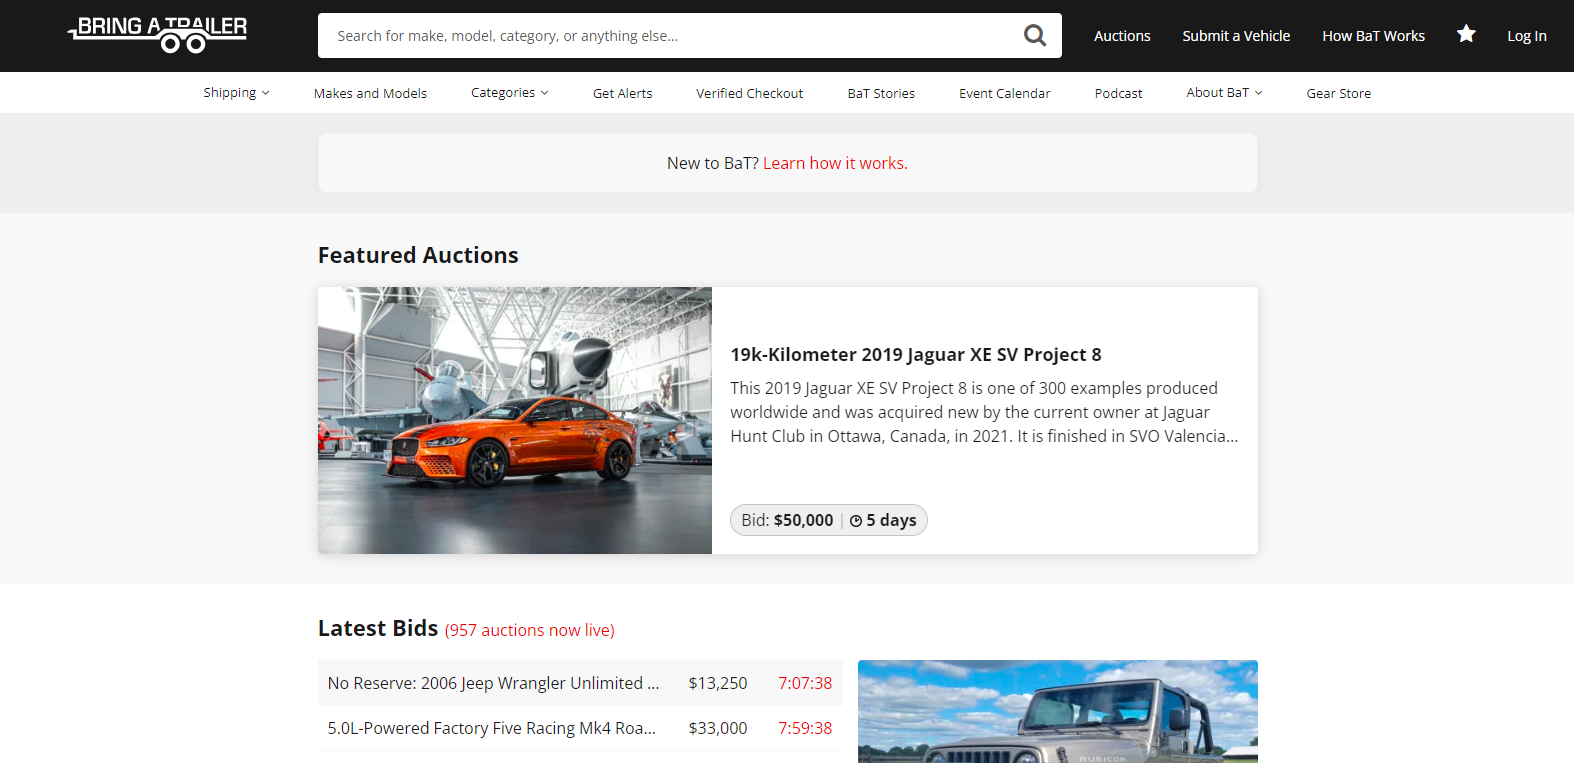 BRING A TRAILER
Search for make, model, category, or anything else...
Auctions
Submit a Vehicle
How BaT Works
Log In
Shipping
Makes and Models
Categories
Get Alerts
Verified Checkout
BaT Stories
Event Calendar
Podcast
About BaT
Gear Store
New to BaT? Learn how it works.
Featured Auctions
19k-Kilometer 2019 Jaguar XE SV Project 8
This 2019 Jaguar XE SV Project 8 is one of 300 examples produced
worldwide and was acquired new by the current owner at Jaguar
Hunt Club in Ottawa, Canada, in 2021. It is finished in SVO Valencia...
Bid: $50,000 | 5 days
Latest Bids (957 auctions now live)
No Reserve: 2006 Jeep Wrangler Unlimited ... $13,250 7:07:38
5.0L-Powered Factory Five Racing Mk4 Roa... $33,000 7:59:38
RUBICON